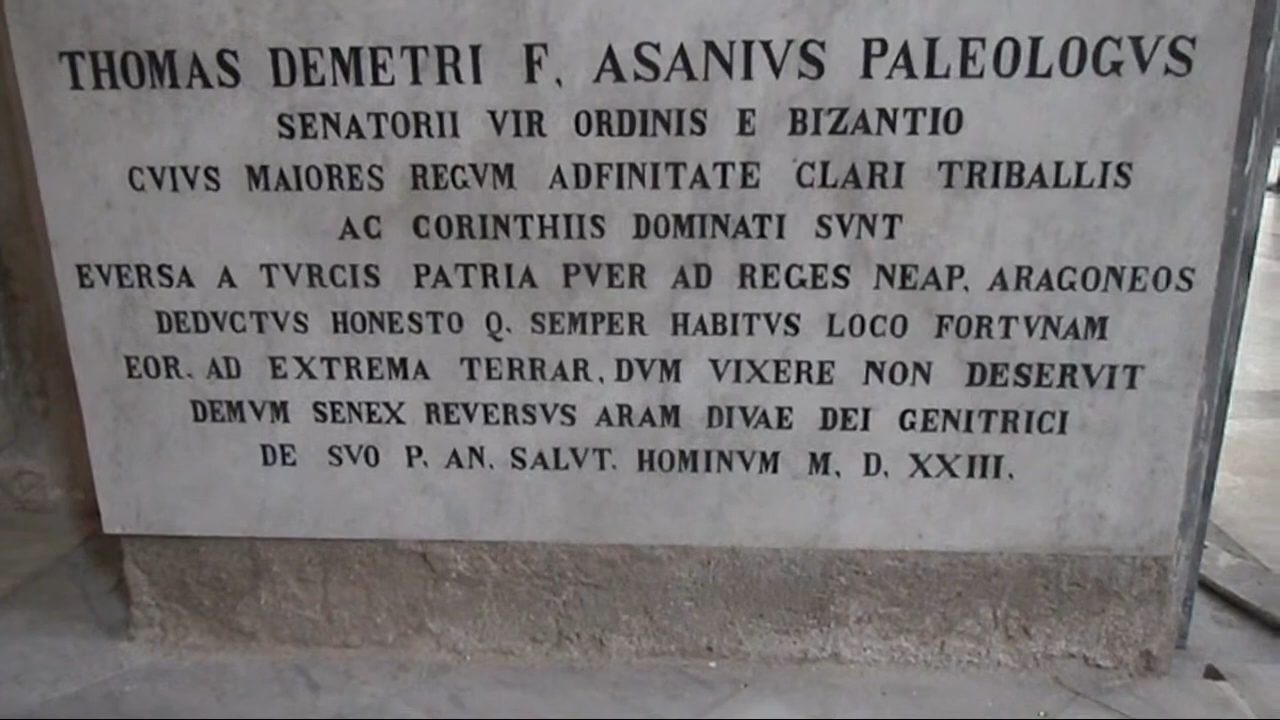 THOMAS DEMETRI F. ASANIVS PALEOLOGVS
SENATORII VIR ORDINIS E BIZANTIO
CVIVS MAIORES REGVM ADFINITATE CLARI TRIBALLIS
AC CORINTHIIS DOMINATI SVNT
EVERSA A TVRCIS PATRIA PVER AD REGES NEAP. ARAGONEOS
DEDVCTVS HONESTO Q. SEMPER HABITVS LOCO FORTVNAM
EOR. AD EXTREMA TERRAR. DVM VIXERE NON DESERVIT
DEMVM SENEX REVERSVS ARAM DIVAE DEI GENITRICI
DE SVO P. AN. SALVT. HOMINVM M. D. XXIII.